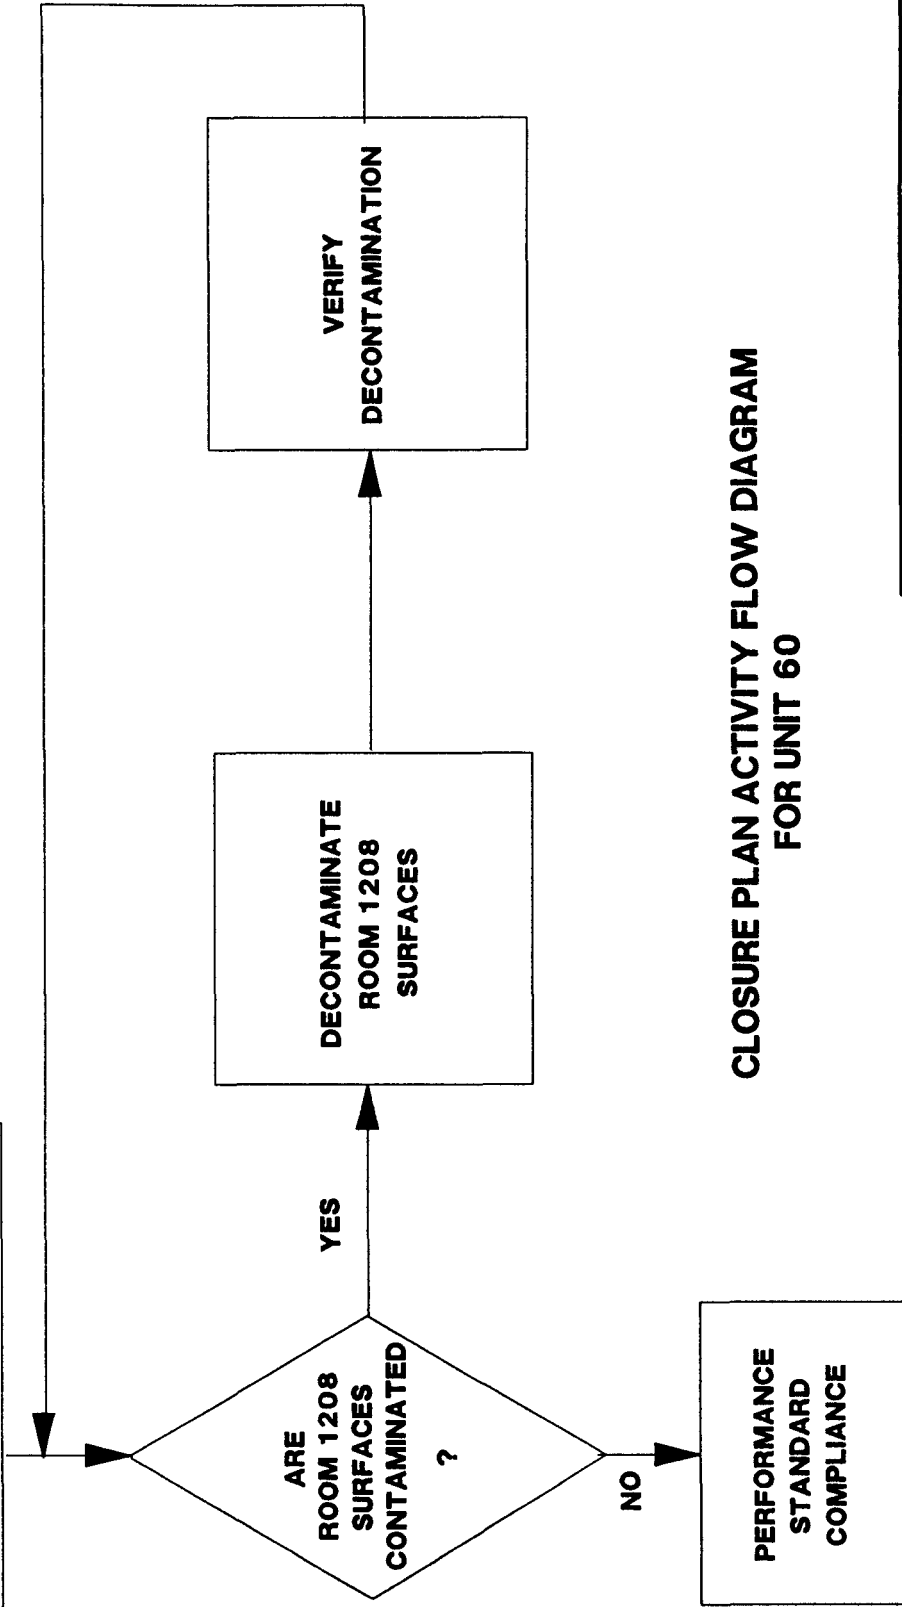 ARE
ROOM 1208
SURFACES
CONTAMINATED
?
YES
DECONTAMINATE
ROOM 1208
SURFACES
VERIFY
DECONTAMINATION
NO
PERFORMANCE
STANDARD
COMPLIANCE
CLOSURE PLAN ACTIVITY FLOW DIAGRAM
FOR UNIT 60